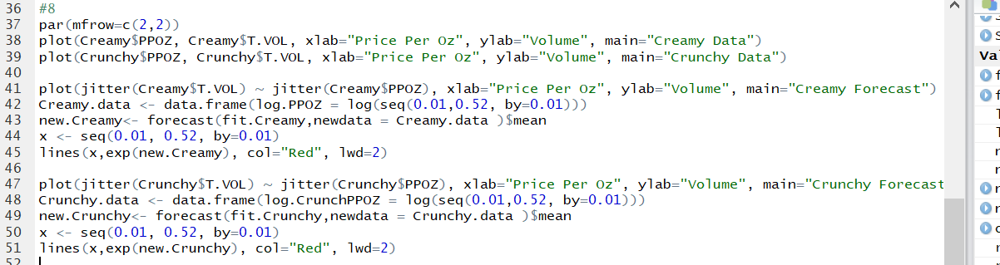 36 #8
37 par(mfrow=c(2,2))
38 plot(Creamy$PPOZ, Creamy$T.VOL, xlab="Price Per Oz", ylab="Volume", main="Creamy Data")
39 plot(Crunchy$PPOZ, Crunchy$T.VOL, xlab="Price Per Oz", ylab="Volume", main="Crunchy Data")
40
41 plot(jitter(Creamy$T.VOL) ~ jitter(Creamy$PPOZ), xlab="Price Per Oz", ylab="Volume", main="Creamy Forecast")
42 Creamy.data <- data.frame(log.PPOZ = log(seq(0.01,0.52, by=0.01)))
43 new.Creamy<- forecast(fit.Creamy,newdata = Creamy.data )$mean
44 x <- seq(0.01, 0.52, by=0.01)
45 lines(x,exp(new.Creamy), col="Red", lwd=2)
46
47 plot(jitter(Crunchy$T.VOL) ~ jitter(Crunchy$PPOZ), xlab="Price Per Oz", ylab="Volume", main="Crunchy Forecast
48 Crunchy.data <- data.frame(log.CrunchPPOZ = log(seq(0.01,0.52, by=0.01)))
49 new.Crunchy<- forecast(fit.Crunchy,newdata = Crunchy.data )$mean
50 x <- seq(0.01, 0.52, by=0.01)
51 lines(x,exp(new.Crunchy), col="Red", lwd=2)
52
Va